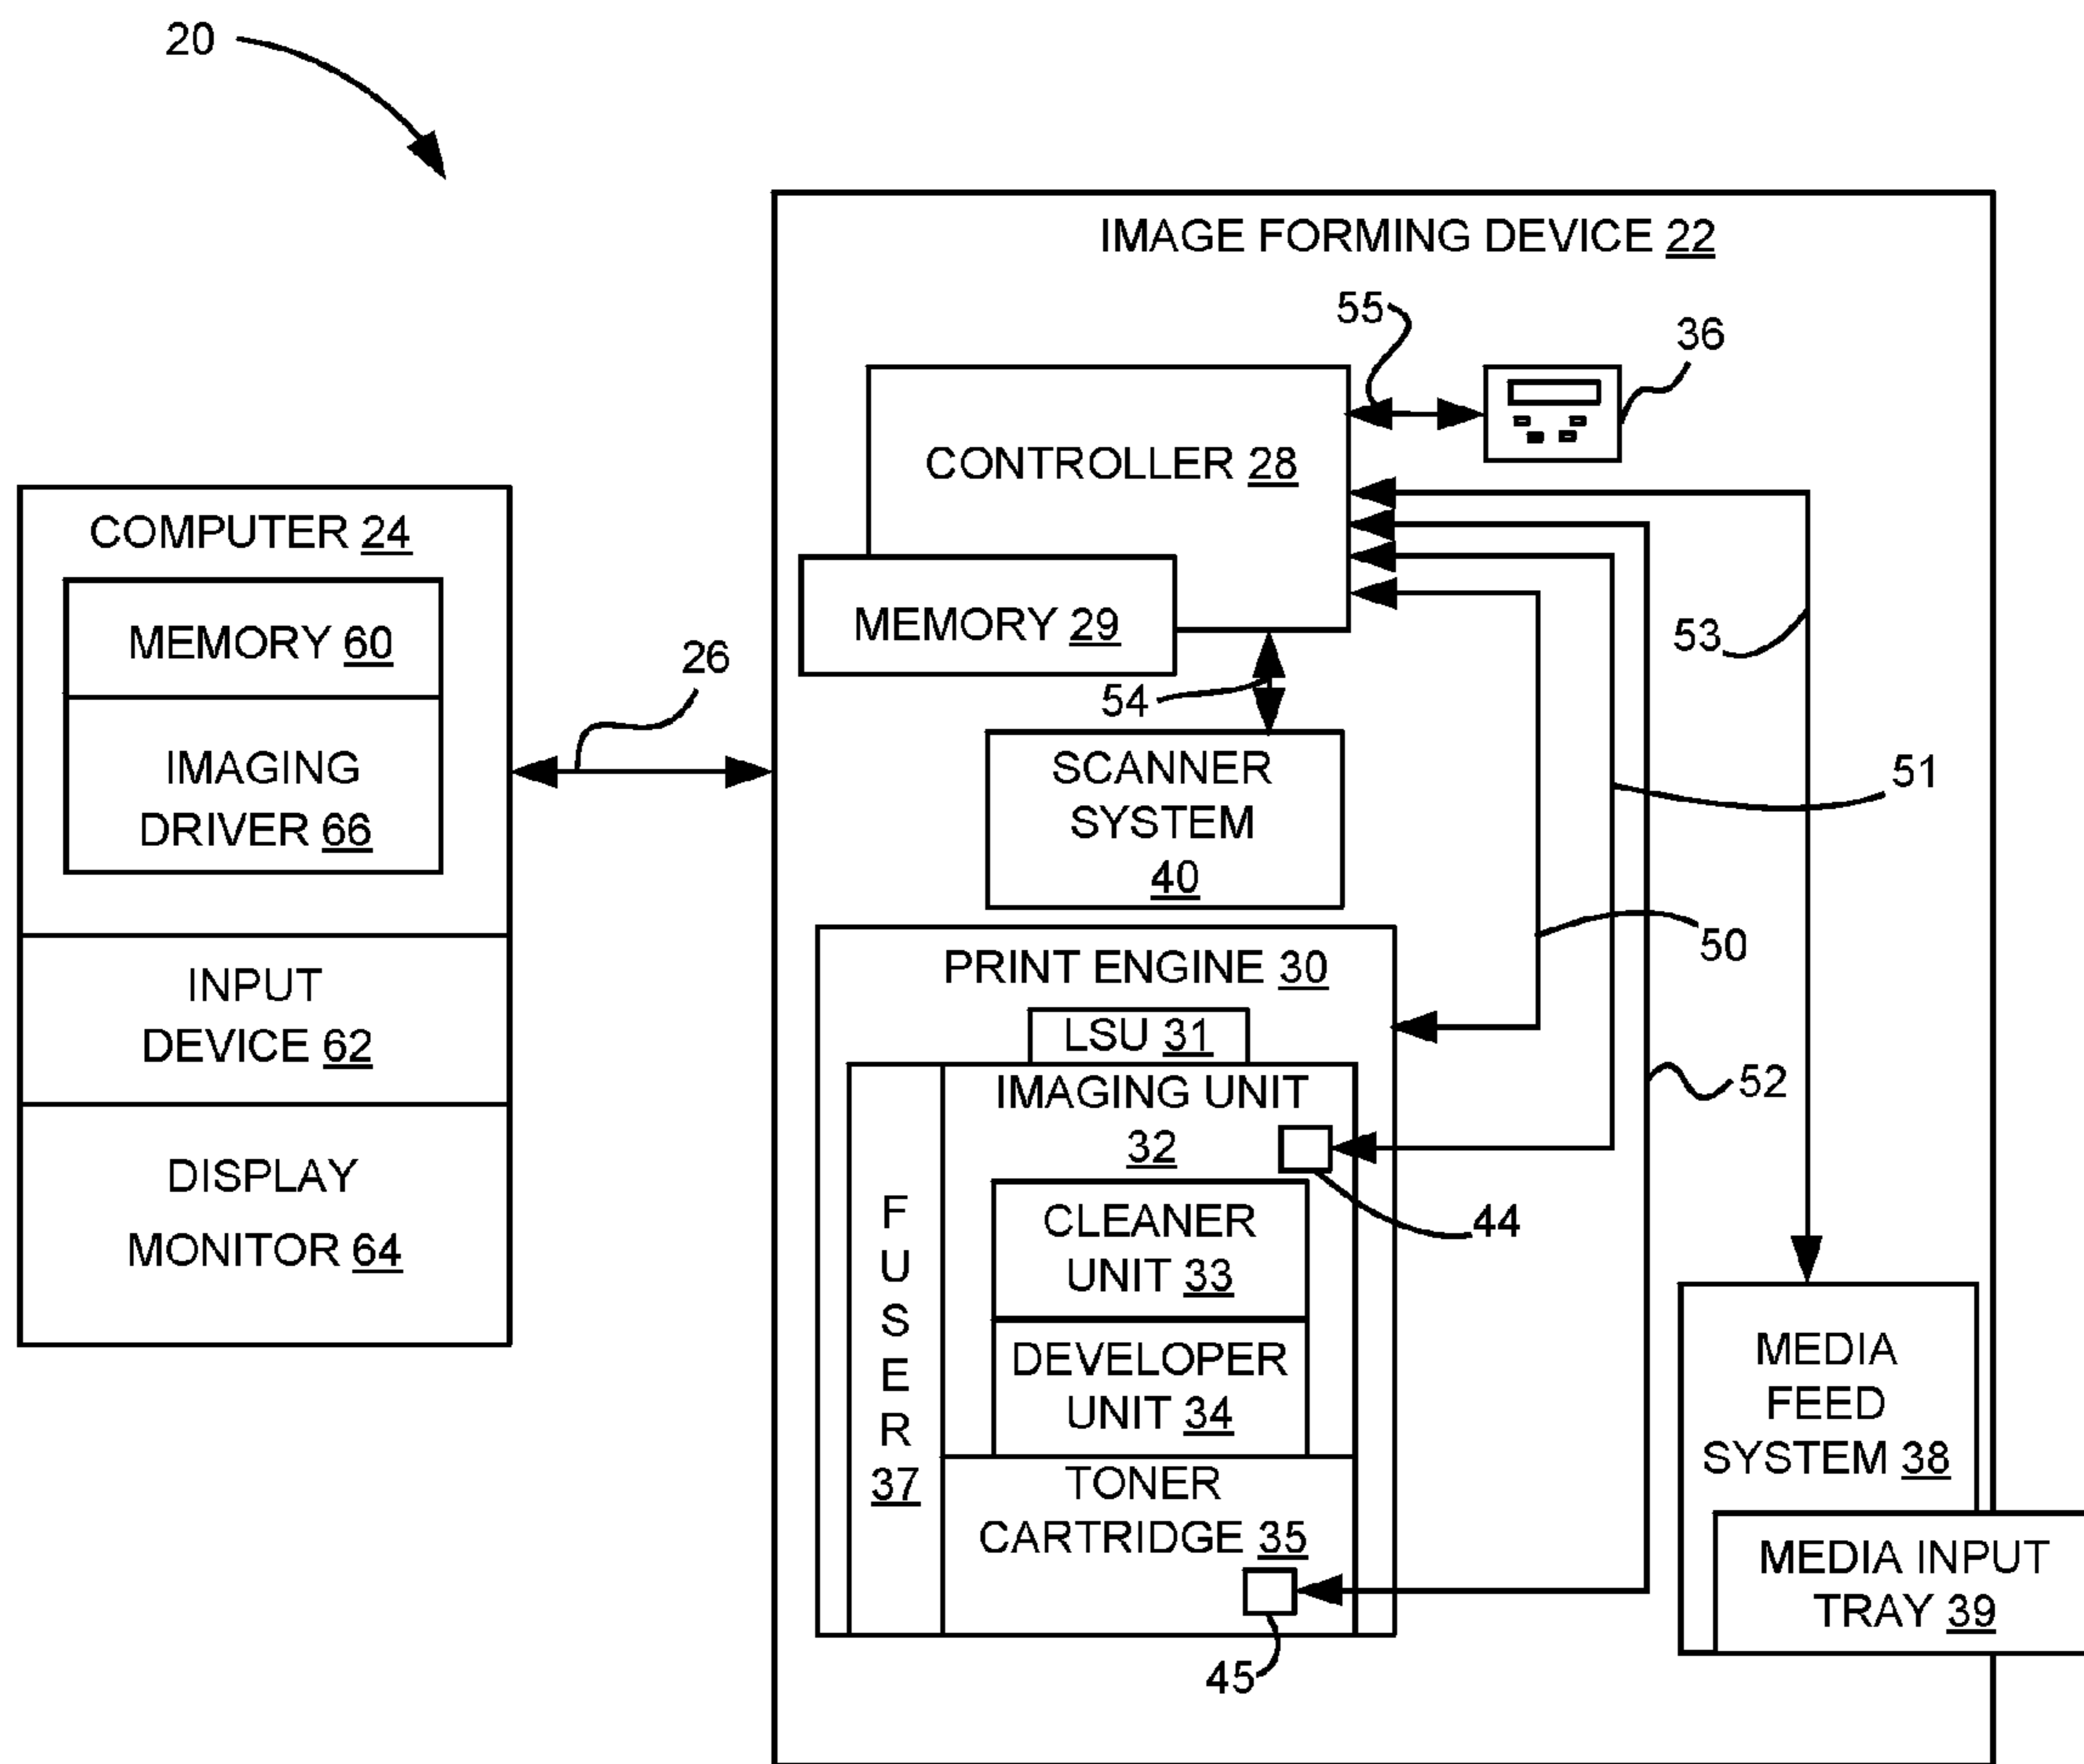 20
IMAGE FORMING DEVICE 22
55
36
CONTROLLER 28
COMPUTER 24
MEMORY 60
IMAGING
DRIVER 66
INPUT
DEVICE 62
DISPLAY
MONITOR 64
26
MEMORY 29
54
53
SCANNER
SYSTEM
40
51
50
PRINT ENGINE 30
LSU 31
IMAGING UNIT
32
52
44
CLEANER
UNIT 33
DEVELOPER
UNIT 34
F
U
S
E
R
37
TONER
CARTRIDGE 35
45
MEDIA
FEED
SYSTEM 38
MEDIA INPUT
TRAY 39